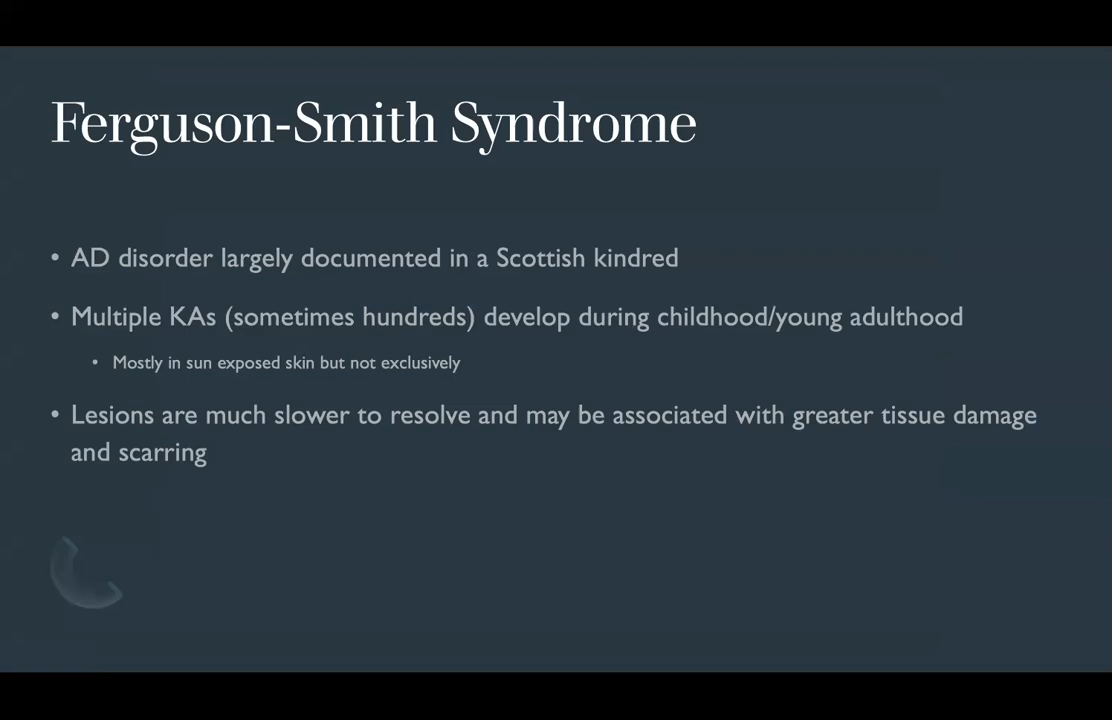 Ferguson-Smith Syndrome
• AD disorder largely documented in a Scottish kindred
• Multiple KAs (sometimes hundreds) develop during childhood/young adulthood
• Mostly in sun exposed skin but not exclusively
• Lesions are much slower to resolve and may be associated with greater tissue damage
and scarring